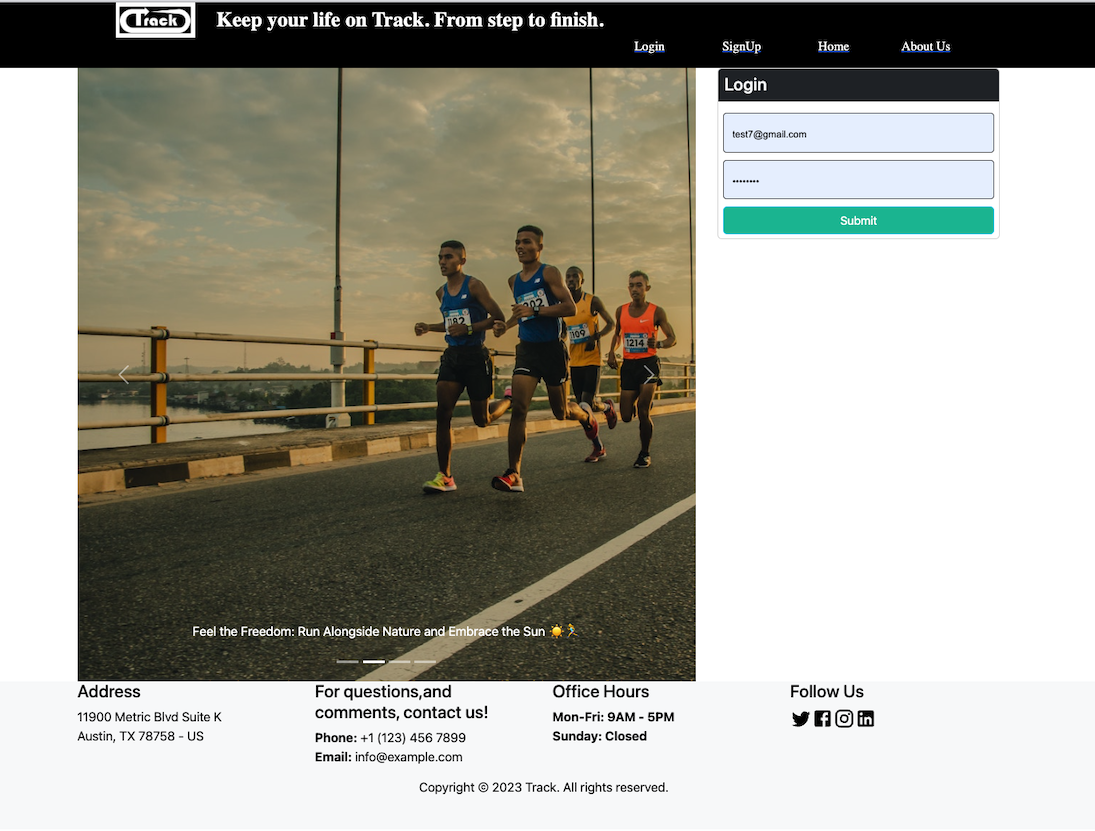 Track
Keep your life on Track. From step to finish.
Login SignUp Home About Us
Login
test7@gmail.com
••••••••
Submit
1182
1109
1214
Feel the Freedom: Run Alongside Nature and Embrace the Sun ☀️🏃
Address
11900 Metric Blvd Suite K
Austin, TX 78758 - US
For questions,and
comments, contact us!
Phone: +1 (123) 456 7899
Email: info@example.com
Office Hours
Mon-Fri: 9AM - 5PM
Sunday: Closed
Follow Us
Copyright © 2023 Track. All rights reserved.